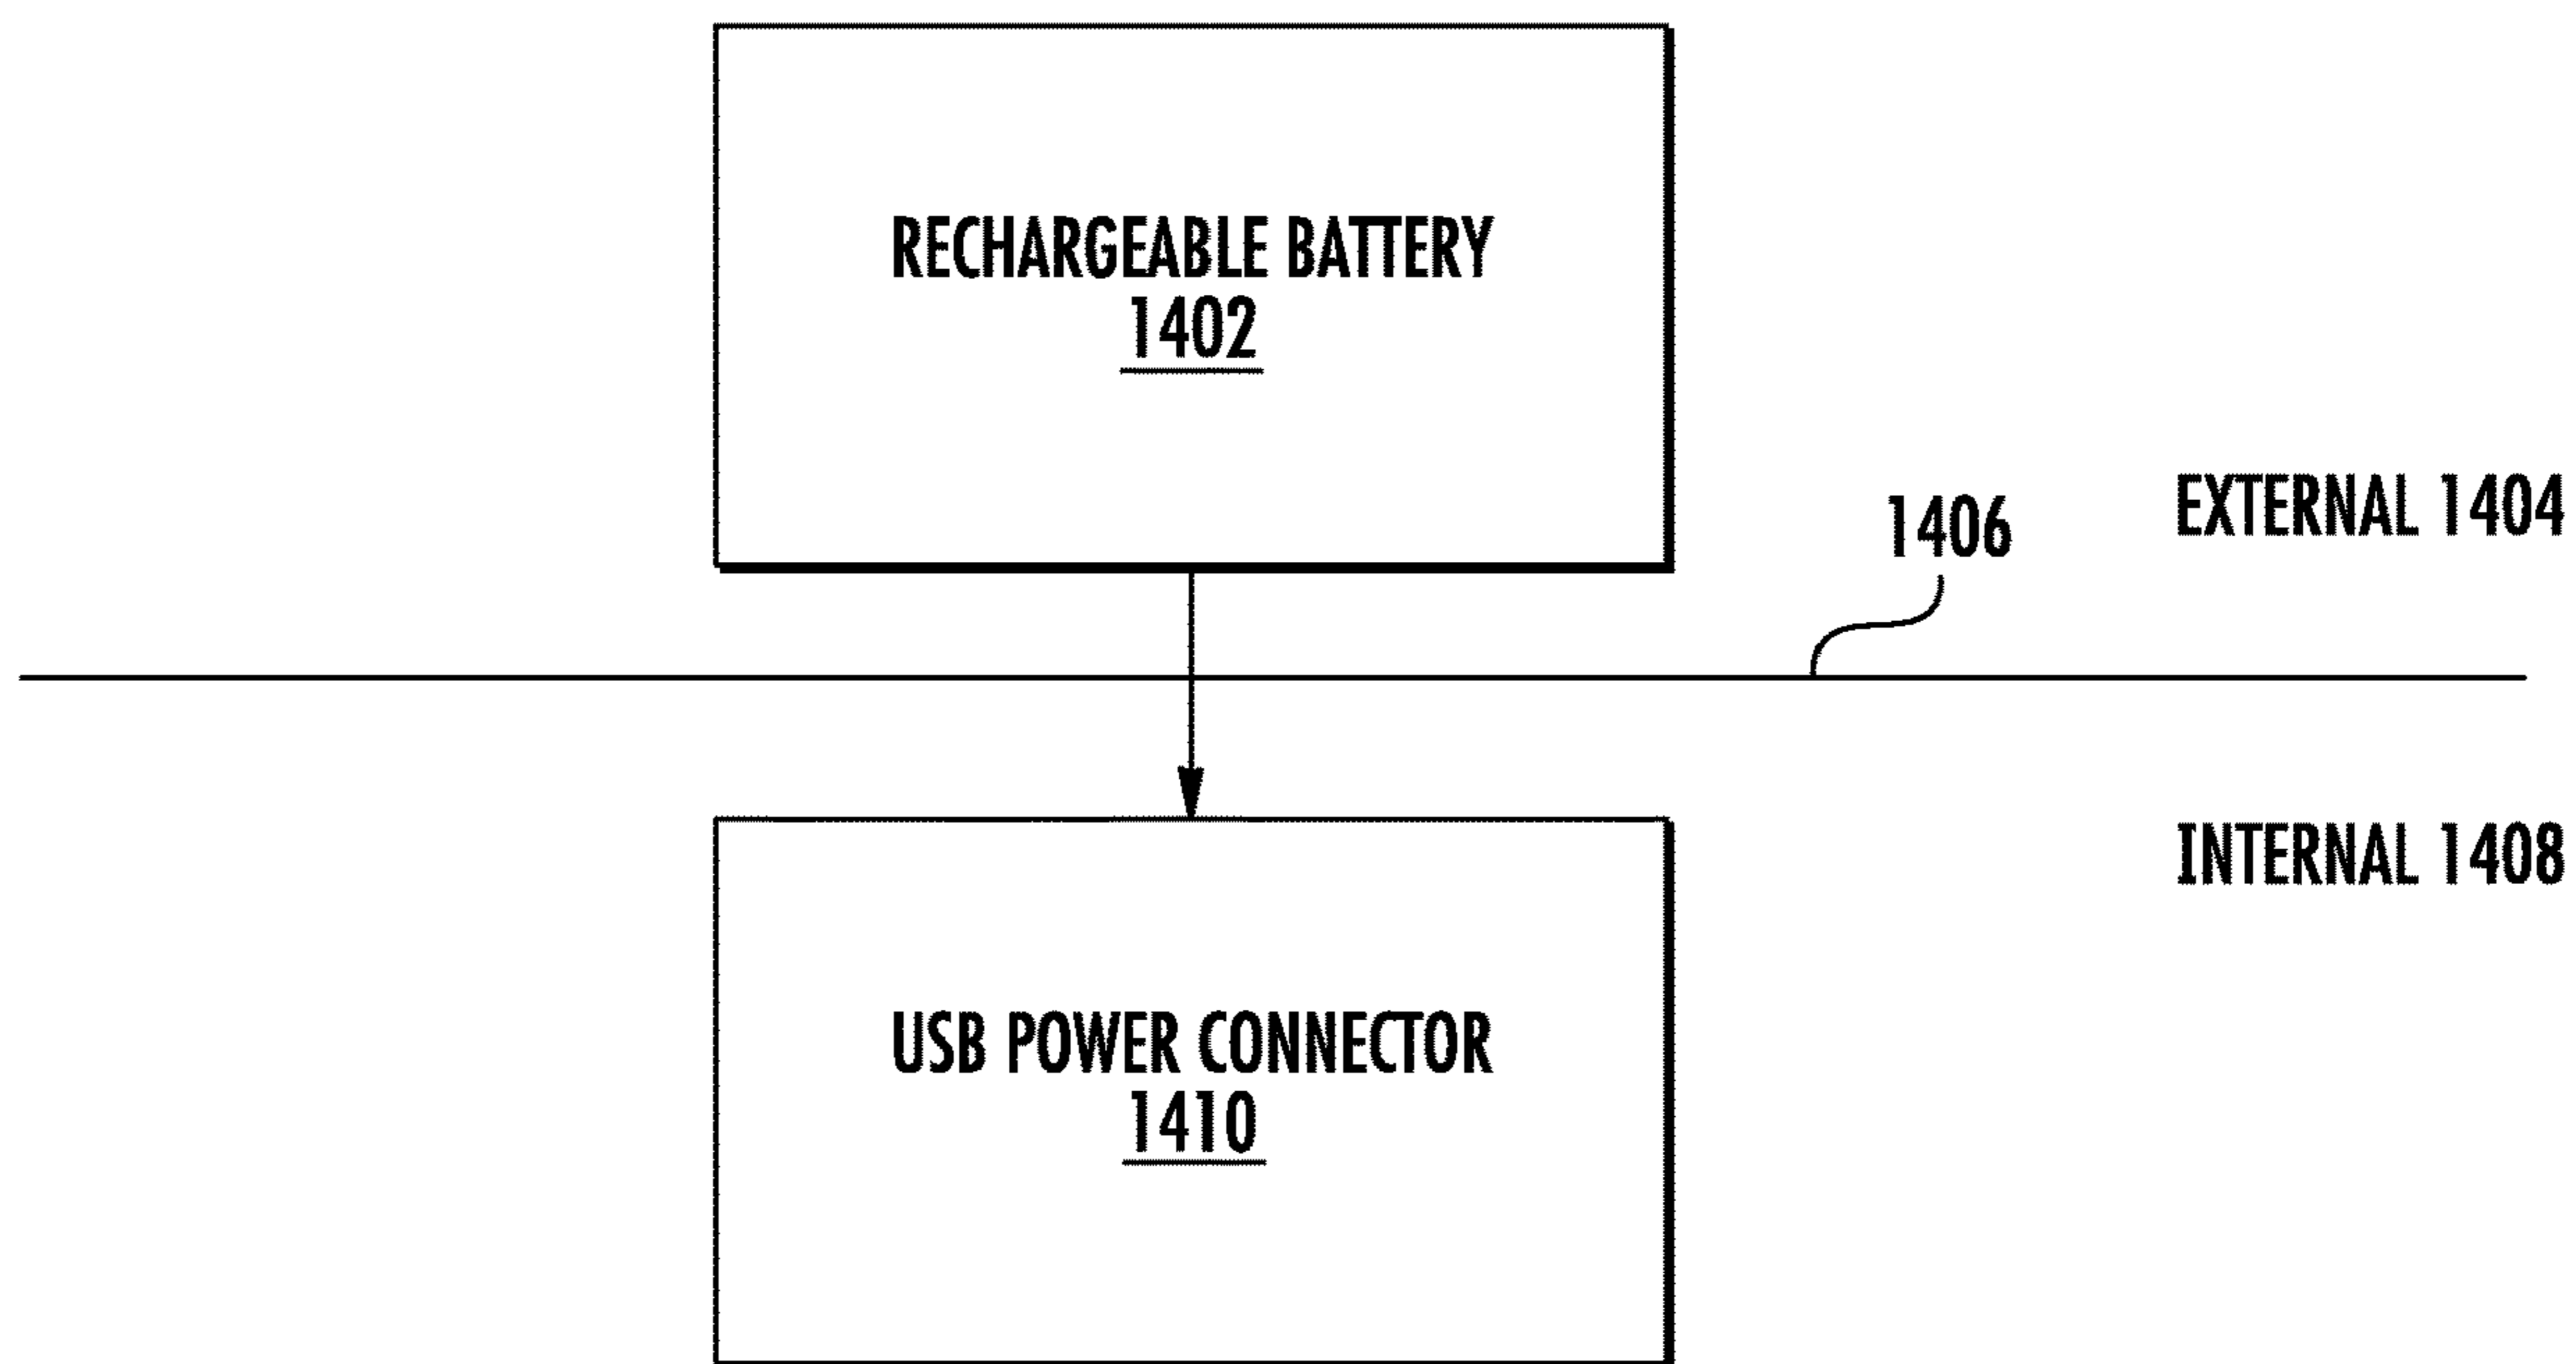 RECHARGEABLE BATTERY
1402
1406
EXTERNAL 1404
INTERNAL 1408
USB POWER CONNECTOR
1410